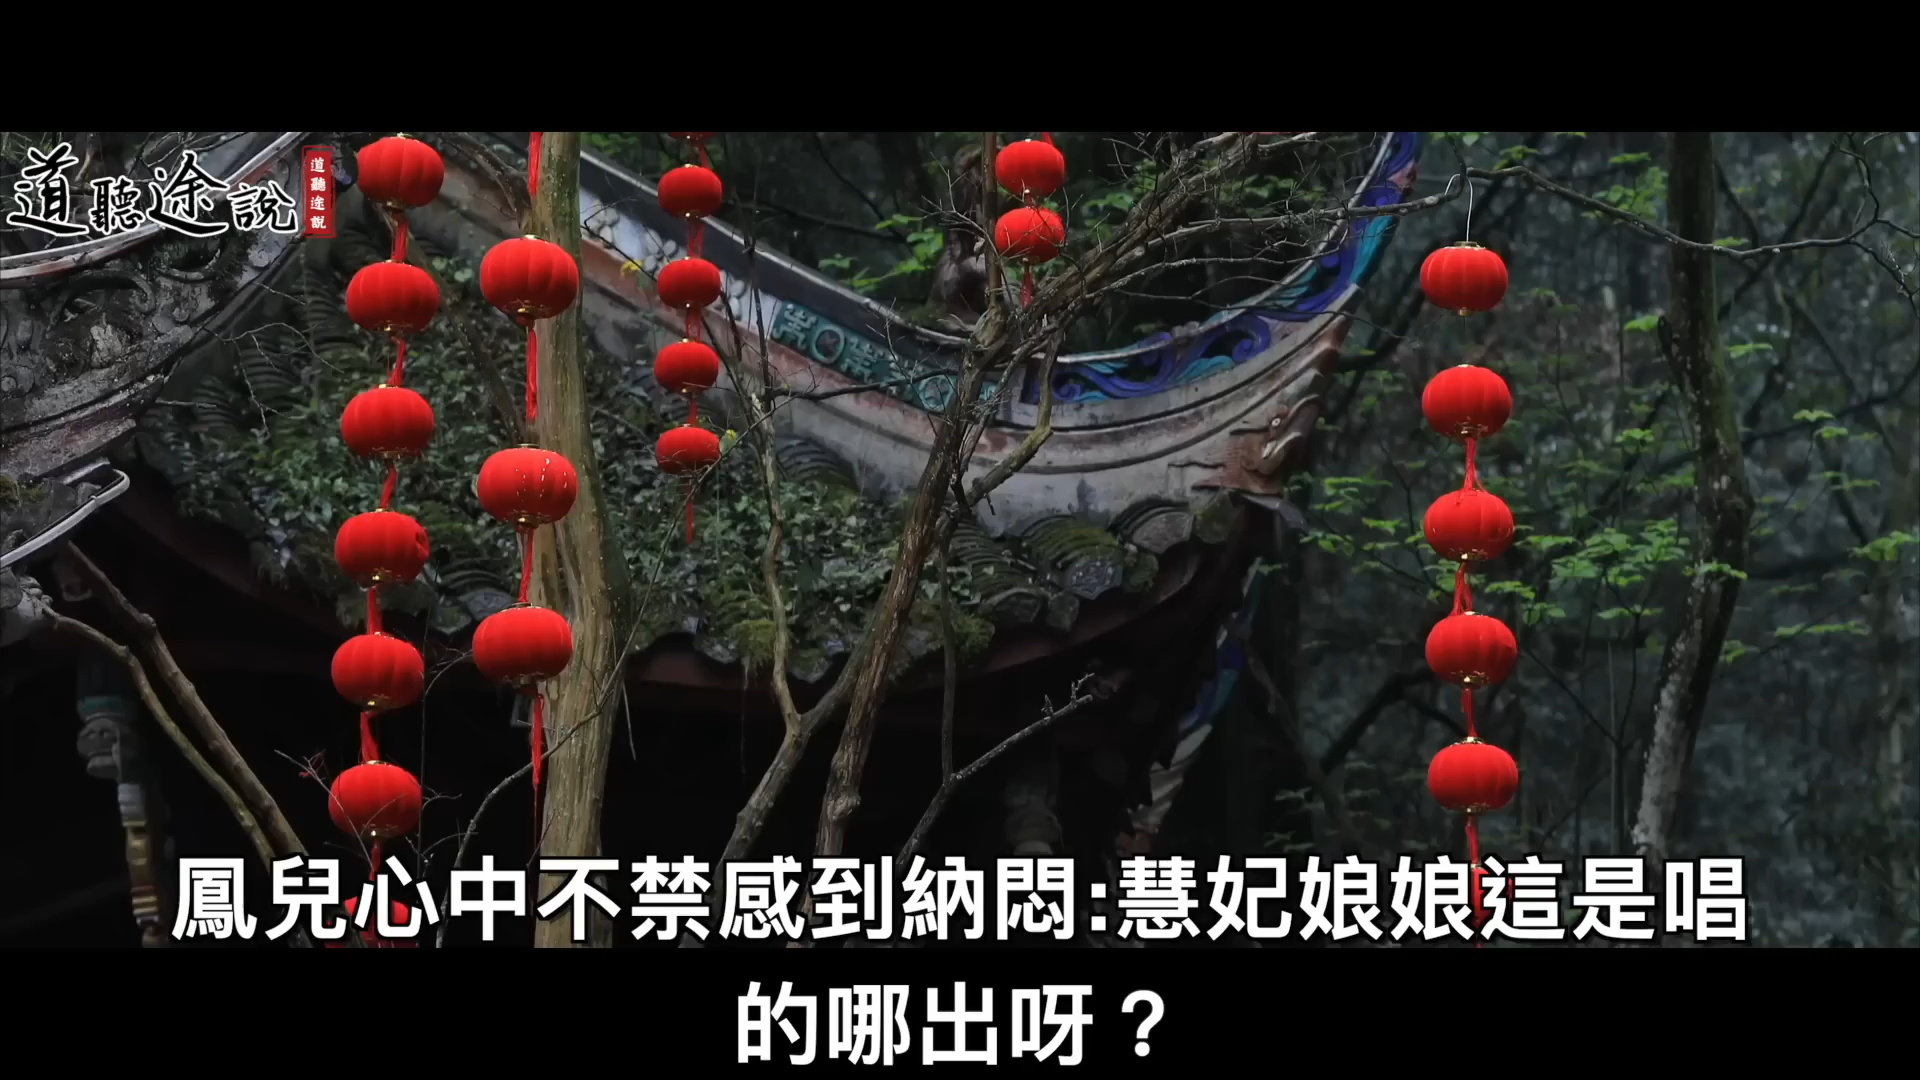 道聽途說
道聽途說
鳳兒心中不禁感到納悶:慧妃娘娘這是唱
的哪出呀？